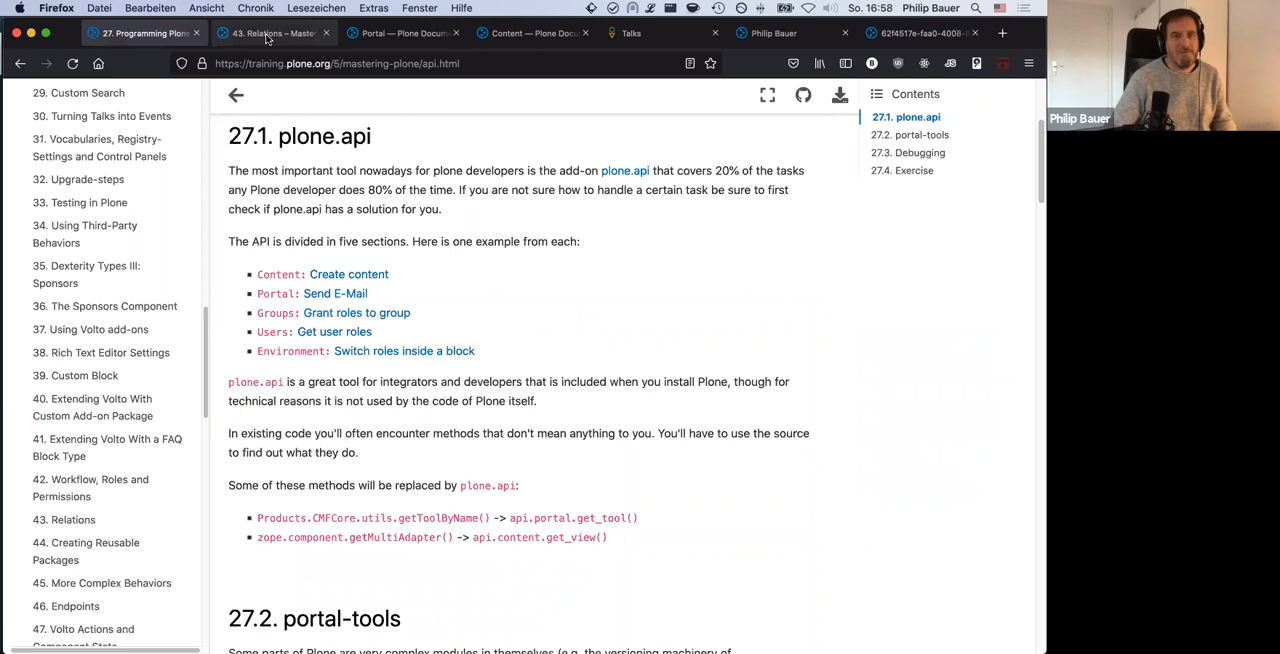 Firefox Datei Bearbeiten Ansicht Chronik Lesezeichen Extras Fenster Hilfe So. 16:58 Philip Bauer
27. Programming Plone 43. Relations – Master Portal — Plone Docum Content — Plone Docu Talks Philip Bauer 62f4517e-faa0-4008-
https://training.plone.org/5/mastering-plone/api.html
29. Custom Search
30. Turning Talks into Events
31. Vocabularies, Registry-
Settings and Control Panels
32. Upgrade-steps
33. Testing in Plone
34. Using Third-Party
Behaviors
35. Dexterity Types III:
Sponsors
36. The Sponsors Component
37. Using Volto add-ons
38. Rich Text Editor Settings
39. Custom Block
40. Extending Volto With
Custom Add-on Package
41. Extending Volto With a FAQ
Block Type
42. Workflow, Roles and
Permissions
43. Relations
44. Creating Reusable
Packages
45. More Complex Behaviors
46. Endpoints
47. Volto Actions and
27.1. plone.api
The most important tool nowadays for plone developers is the add-on plone.api that covers 20% of the tasks
any Plone developer does 80% of the time. If you are not sure how to handle a certain task be sure to first
check if plone.api has a solution for you.
The API is divided in five sections. Here is one example from each:
Content: Create content
Portal: Send E-Mail
Groups: Grant roles to group
Users: Get user roles
Environment: Switch roles inside a block
plone.api is a great tool for integrators and developers that is included when you install Plone, though for
technical reasons it is not used by the code of Plone itself.
In existing code you'll often encounter methods that don't mean anything to you. You'll have to use the source
to find out what they do.
Some of these methods will be replaced by plone.api:
Products.CMFCore.utils.getToolByName() -> api.portal.get_tool()
zope.component.getMultiAdapter() -> api.content.get_view()
27.2. portal-tools
Some parts of Plone are very complex modules in themselves (e.g. the versioning machinery of
Contents
27.1. plone.api
27.2. portal-tools
27.3. Debugging
27.4. Exercise
Philip Bauer